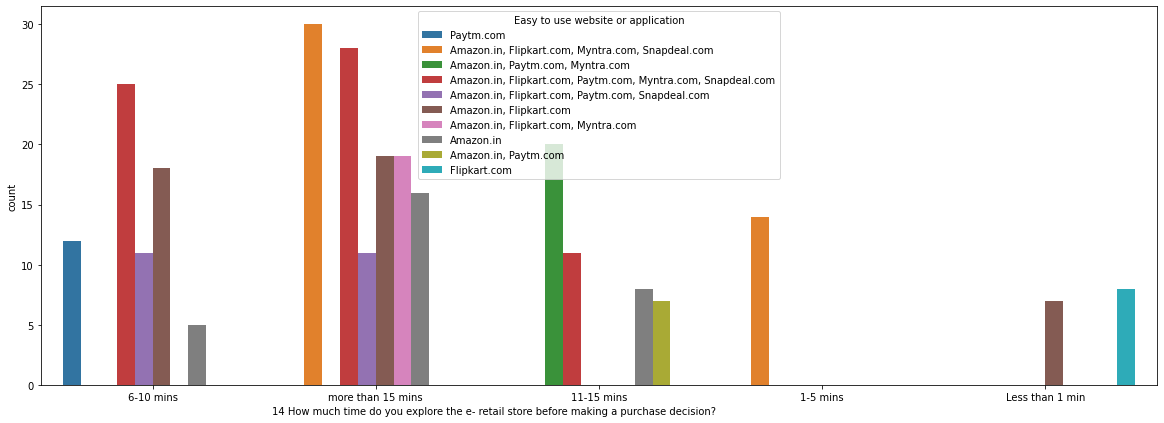 30
25
20
15
10
5
0
count
Easy to use website or application
Paytm.com
Amazon.in, Flipkart.com, Myntra.com, Snapdeal.com
Amazon.in, Paytm.com, Myntra.com
Amazon.in, Flipkart.com, Paytm.com, Myntra.com, Snapdeal.com
Amazon.in, Flipkart.com, Paytm.com, Snapdeal.com
Amazon.in, Flipkart.com
Amazon.in, Flipkart.com, Myntra.com
Amazon.in
Amazon.in, Paytm.com
Flipkart.com
6-10 mins more than 15 mins 11-15 mins 1-5 mins Less than 1 min
14 How much time do you explore the e- retail store before making a purchase decision?